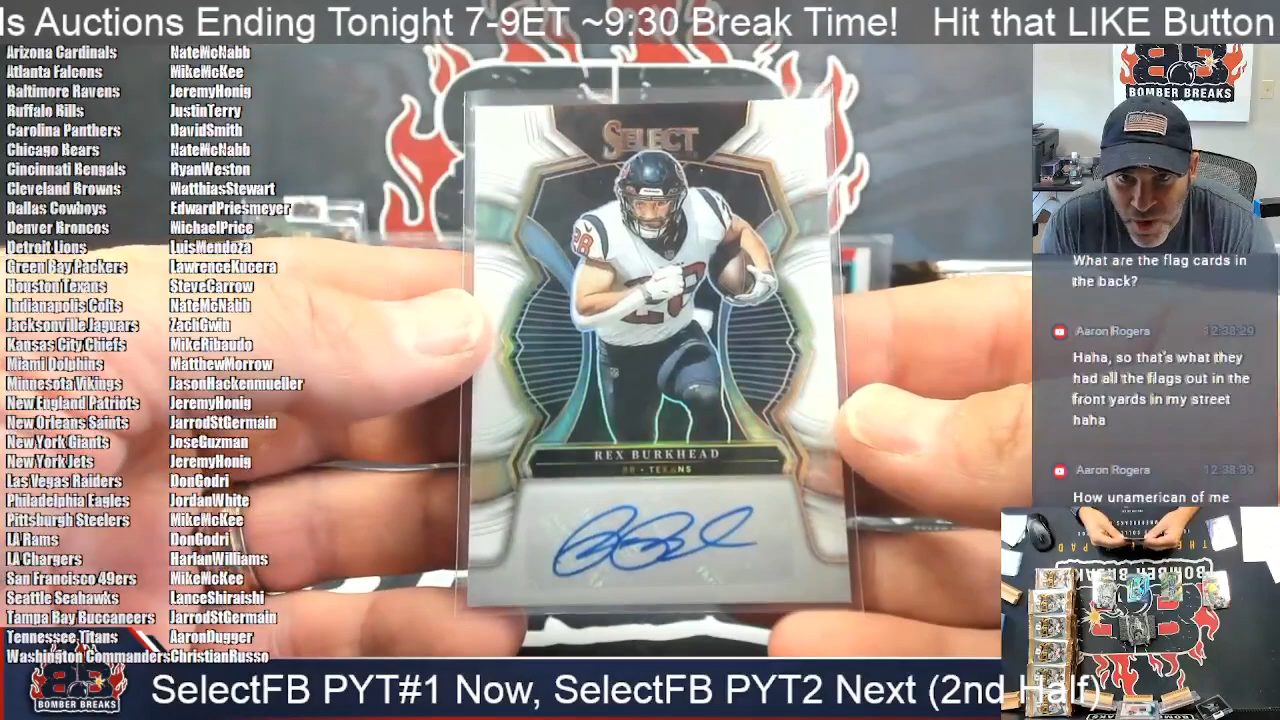 ls Auctions Ending Tonight 7-9ET ~9:30 Break Time! Hit that LIKE Button
Arizona Cardinals NateMcNabb
Atlanta Falcons MikeMcKee
Baltimore Ravens JeremyHonig
Buffalo Bills JustinTerry
Carolina Panthers DavidSmith
Chicago Bears NateMcNabb
Cincinnati Bengals RyanWeston
Cleveland Browns MatthiasStewart
Dallas Cowboys EdwardPriesmeyer
Denver Broncos MichaelPrice
Detroit Lions LuisMendoza
Green Bay Packers LawrenceKucera
Houston Texans SteveCarrow
Indianapolis Colts NateMcNabb
Jacksonville Jaguars ZachGwin
Kansas City Chiefs MikeRibaudo
Miami Dolphins MatthewMorrow
Minnesota Vikings JasonHackenmueller
New England Patriots JeremyHonig
New Orleans Saints JarrodStGermain
New York Giants JoseGuzman
New York Jets JeremyHonig
Las Vegas Raiders DonGodri
Philadelphia Eagles JordanWhite
Pittsburgh Steelers MikeMcKee
LA Rams DonGodri
LA Chargers HarlanWilliams
San Francisco 49ers MikeMcKee
Seattle Seahawks LanceShiraishi
Tampa Bay Buccaneers JarrodStGermain
Tennessee Titans AaronDugger
Washington Commanders ChristianRusso
SELECT
28
28
REX BURKHEAD
RB • TEXANS
BOMBER BREAKS
What are the flag cards in
the back?
Aaron Rogers 12:38:29
Haha, so that's what they
had all the flags out in the
front yards in my street
haha
Aaron Rogers 12:38:39
How unamerican of me
BOMBER BREAKS
BOMBER BREAKS
SelectFB PYT#1 Now, SelectFB PYT2 Next (2nd Half)